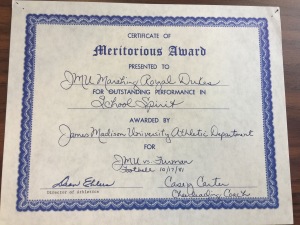 CERTIFICATE OF
Meritorious Award
PRESENTED TO
JMU Marching Royal Dukes
FOR OUTSTANDING PERFORMANCE IN
School Spirit
AWARDED BY
James Madison University Athletic Department
FOR
JMU vs. Furman
Football 10/17/81
Dean Ehlers
Casey Carter
Director of Athletics
Cheerleading Coach